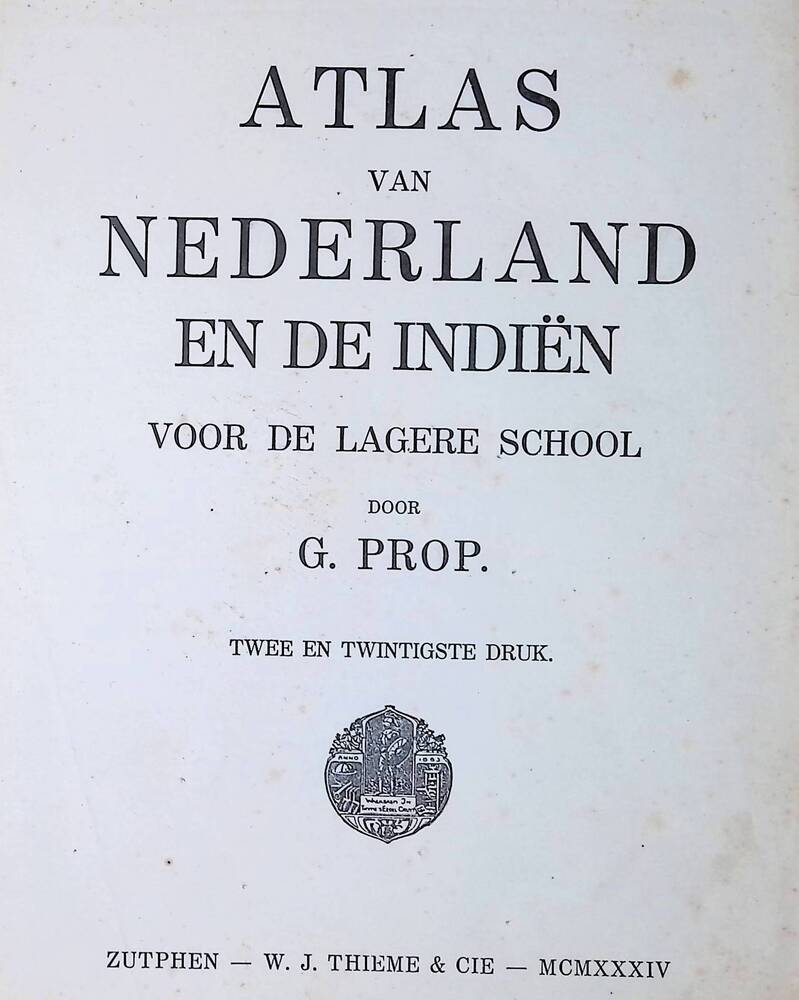 ATLAS
VAN
NEDERLAND
EN DE INDIËN
VOOR DE LAGERE SCHOOL
DOOR
G. PROP.
TWEE EN TWINTIGSTE DRUK.
ANNO 1863
ZUTPHEN — W. J. THIEME & CIE — MCMXXXIV